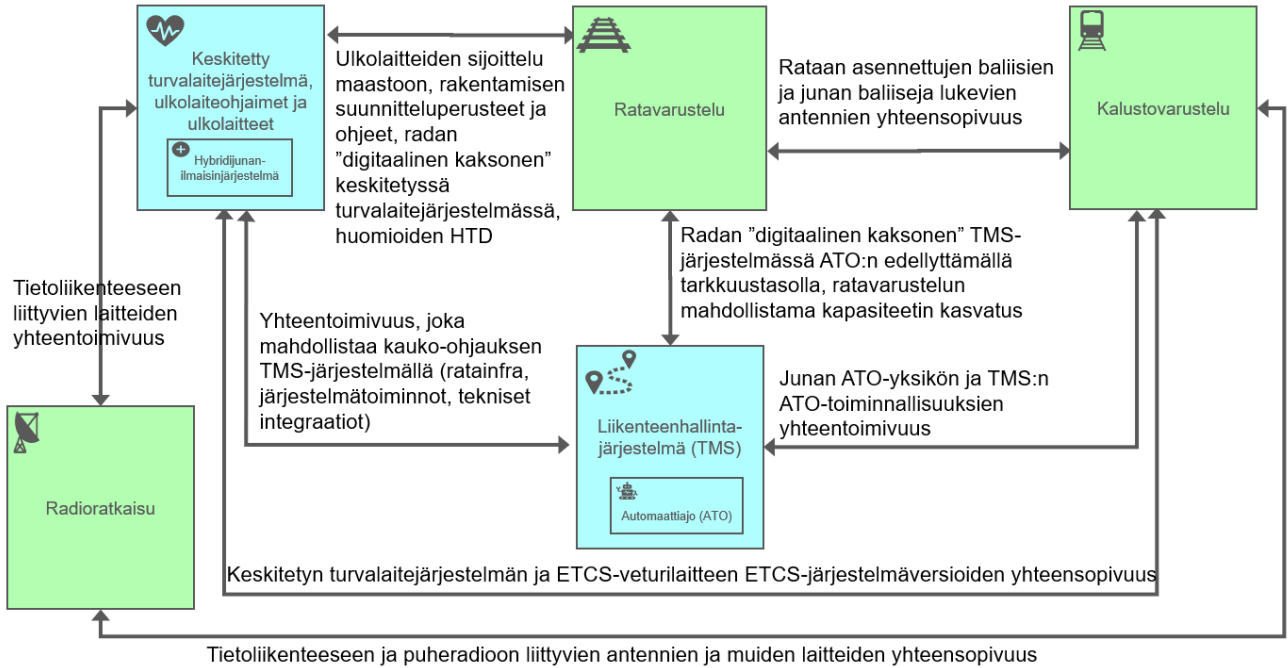 Keskitetty
turvalaitejärjestelmä,
ulkolaiteohjaimet ja
ulkolaitteet
Hybridijunan-
ilmaisinjärjestelmä
Ulkolaitteiden sijoittelu
maastoon, rakentamisen
suunnitteluperusteet ja
ohjeet, radan
”digitaalinen kaksonen”
keskitetyssä
turvalaitejärjestelmässä,
huomioiden HTD
Ratavarustelu
Rataan asennettujen baliisien
ja junan baliiseja lukevien
antennien yhteensopivuus
Kalustovarustelu
Radan ”digitaalinen kaksonen” TMS-
järjestelmässä ATO:n edellyttämällä
tarkkuustasolla, ratavarustelun
mahdollistama kapasiteetin kasvatus
Tietoliikenteeseen
liittyvien laitteiden
yhteentoimivuus
Yhteentoimivuus, joka
mahdollistaa kauko-ohjauksen
TMS-järjestelmällä (ratainfra,
järjestelmätoiminnot, tekniset
integraatiot)
Liikenteenhallinta-
järjestelmä (TMS)
Automaattiajo (ATO)
Junan ATO-yksikön ja TMS:n
ATO-toiminnallisuuksien
yhteentoimivuus
Radioratkaisu
Keskitetyn turvalaitejärjestelmän ja ETCS-veturilaitteen ETCS-järjestelmäversioiden yhteensopivuus
Tietoliikenteeseen ja puheradioon liittyvien antennien ja muiden laitteiden yhteensopivuus